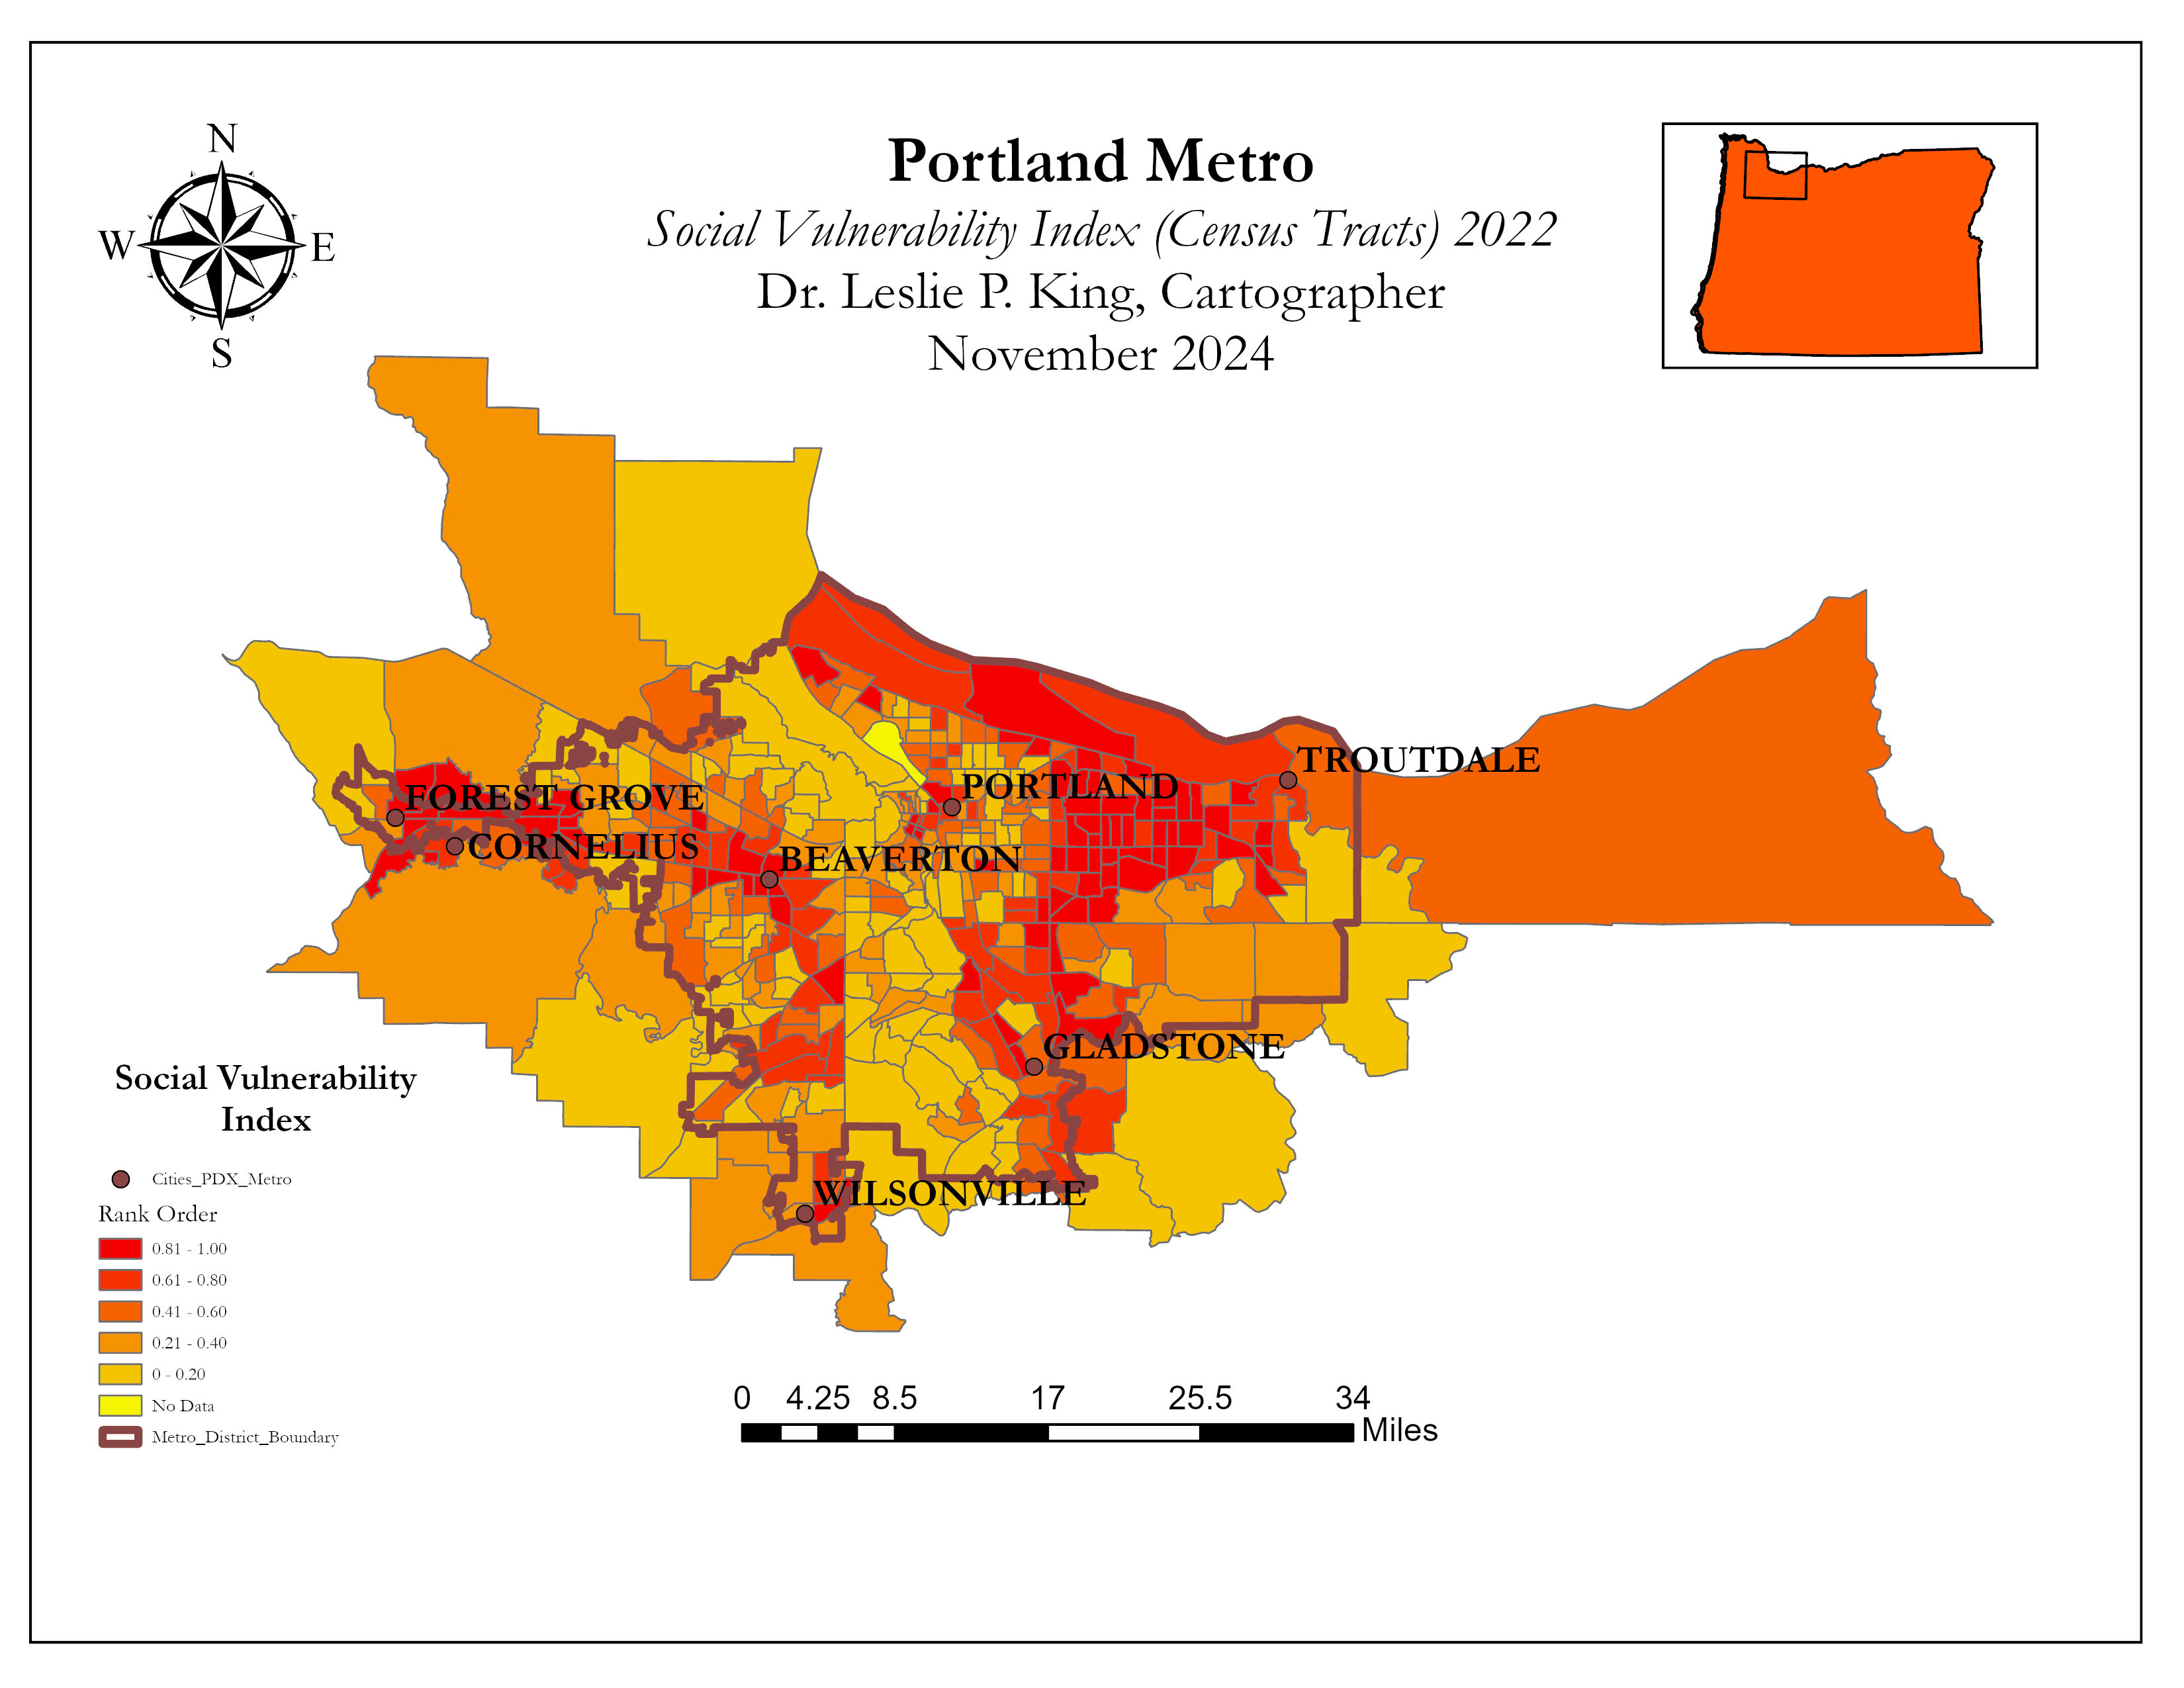 Portland Metro
Social Vulnerability Index (Census Tracts) 2022
Dr. Leslie P. King, Cartographer
November 2024
N
W
E
S
TROUTDALE
PORTLAND
FOREST GROVE
CORNELIUS
BEAVERTON
GLADSTONE
WILSONVILLE
Social Vulnerability
Index
Cities_PDX_Metro
Rank Order
0.81 - 1.00
0.61 - 0.80
0.41 - 0.60
0.21 - 0.40
0 - 0.20
No Data
Metro_District_Boundary
0 4.25 8.5 17 25.5 34
Miles